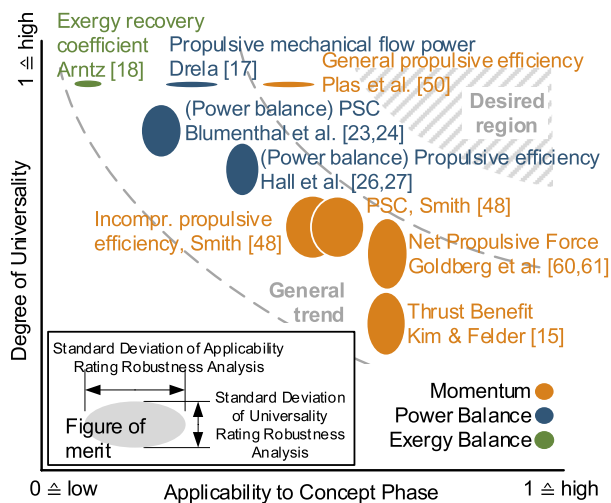 Exergy recovery
coefficient
Arntz [18]
Propulsive mechanical flow power
Drela [17]
General propulsive efficiency
Plas et al. [50]
Desired
region
(Power balance) PSC
Blumenthal et al. [23,24]
(Power balance) Propulsive efficiency
Hall et al. [26,27]
PSC, Smith [48]
Incompr. propulsive
efficiency, Smith [48]
Net Propulsive Force
Goldberg et al. [60,61]
General
trend
Thrust Benefit
Kim & Felder [15]
Standard Deviation of Applicability
Rating Robustness Analysis
Standard Deviation
of Universality
Rating Robustness
Analysis
Figure of
merit
Momentum
Power Balance
Exergy Balance
1 ≙ high
Degree of Universality
0 ≙ low
Applicability to Concept Phase
1 ≙ high